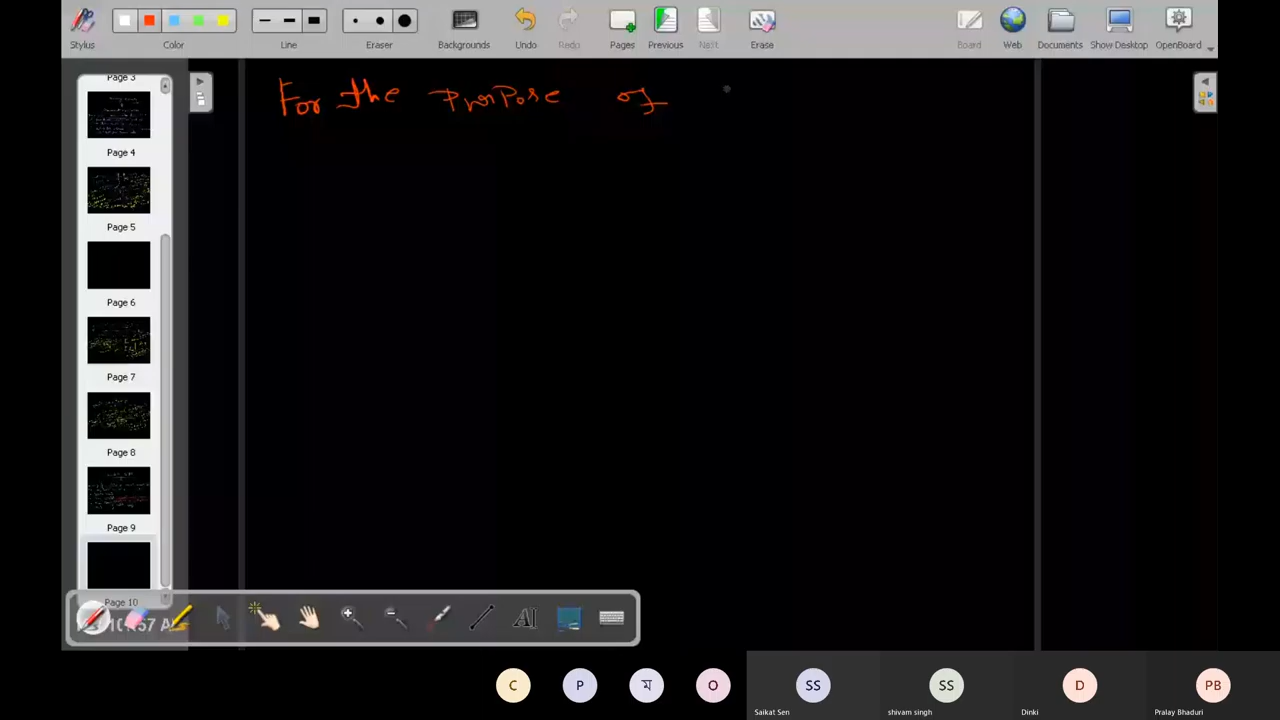 Stylus
Color
Line
Eraser
Backgrounds
Undo
Redo
Pages
Previous
Next
Erase
Board
Web
Documents
Show Desktop
OpenBoard
For the Purpose of
Page 3
Page 4
Page 5
Page 6
Page 7
Page 8
Page 9
Page 10
C
P
ম
O
SS
Saikat Sen
SS
shivam singh
D
Dinki
PB
Pralay Bhaduri